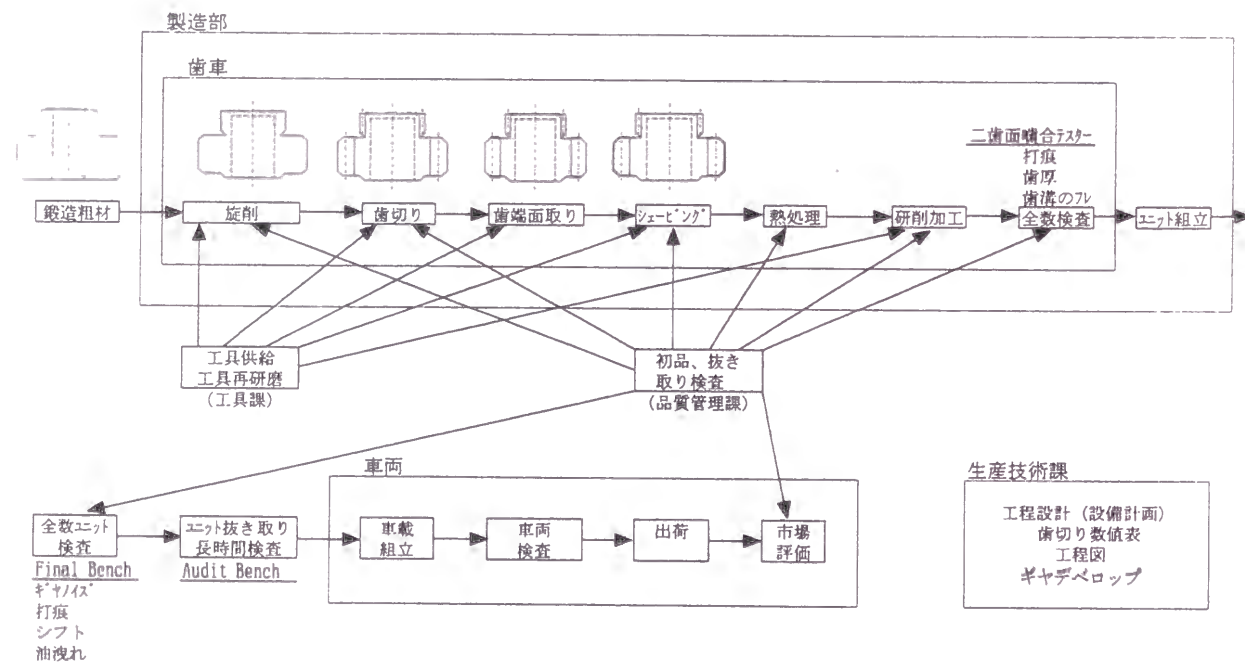 製造部
歯車
二歯面噛合テスター
打痕
歯厚
歯溝のフレ
鍛造粗材
旋削
歯切り
歯端面取り
シェービング
熱処理
研削加工
全数検査
ユニット組立
工具供給
工具再研磨
(工具課)
初品、抜き
取り検査
(品質管理課)
車両
全数ユニット
検査
Final Bench
ギヤノイズ
打痕
シフト
油洩れ
ユニット抜き取り
長時間検査
Audit Bench
車載
組立
車両
検査
出荷
市場
評価
生産技術課
工程設計(設備計画)
歯切り数値表
工程図
ギヤデベロップ